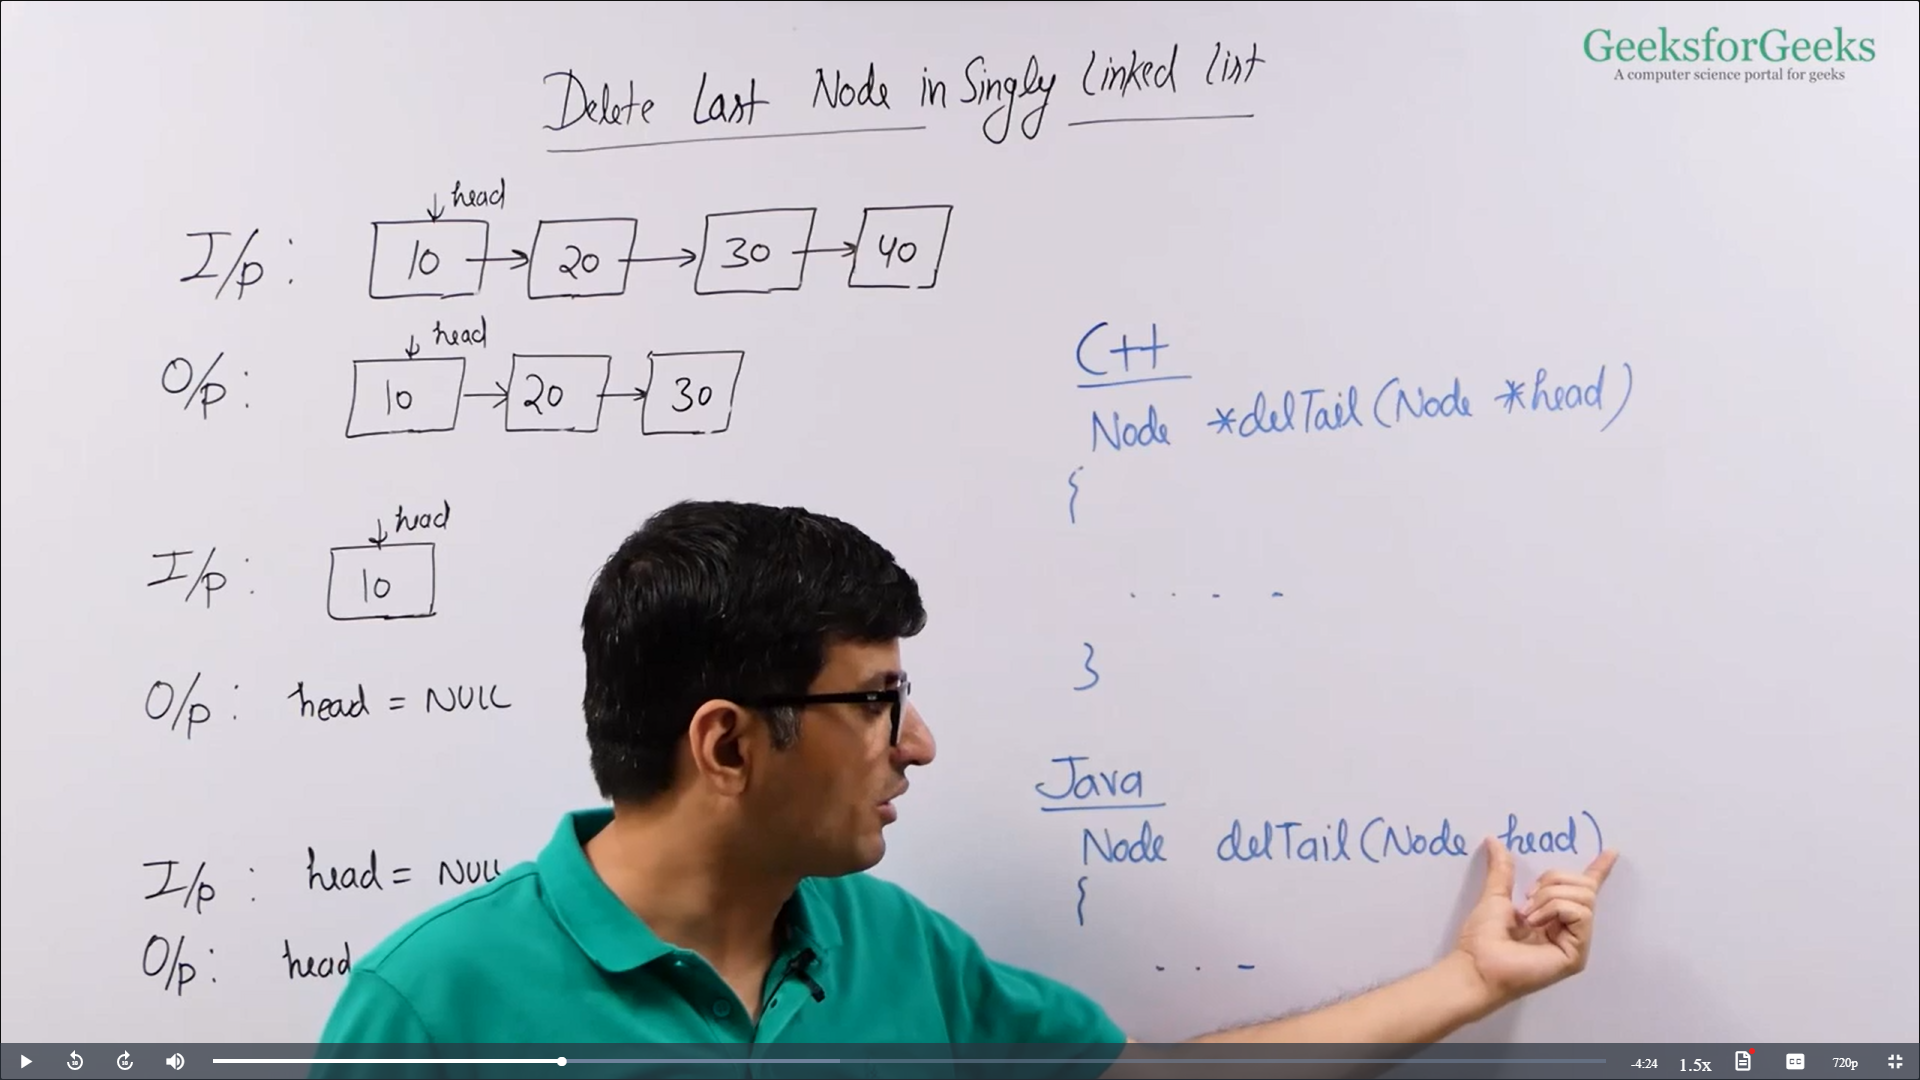 GeeksforGeeks
A computer science portal for geeks
Delete Last Node in Singly Linked List
head
I/p: 10 20 30 40
head
O/p: 10 20 30
head
I/p: 10
O/p: head = NULL
I/p: head = NULL
O/p: head
C++
Node *delTail(Node *head)
{
. . - -
}
Java
Node delTail(Node head)
{
- . -
-4:24 1.5x CC 720p